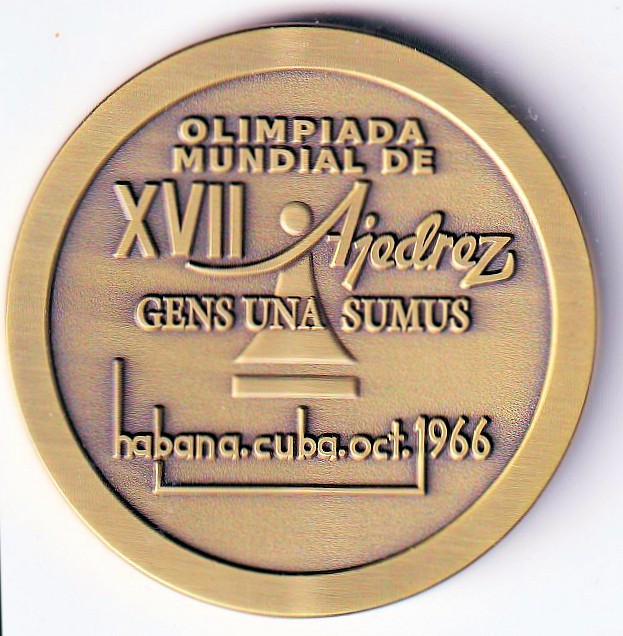 OLIMPIADA
MUNDIAL DE
XVII Ajedrez
GENS UNA SUMUS
habana.cuba.oct.1966